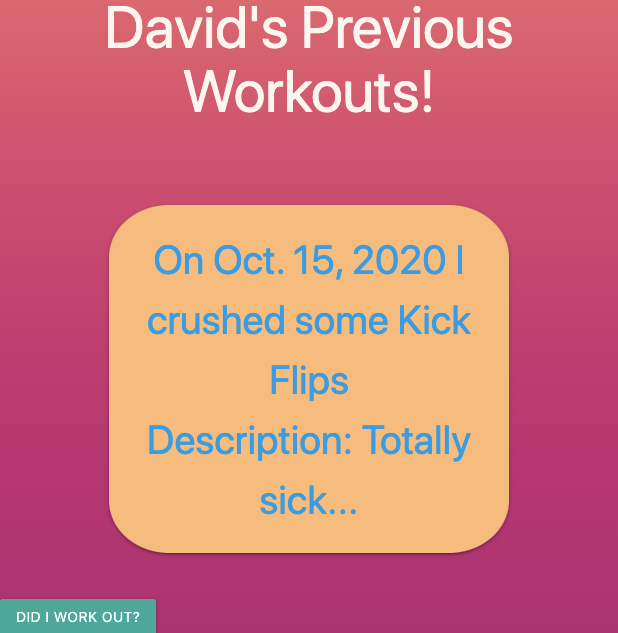 David's Previous
Workouts!
On Oct. 15, 2020 I
crushed some Kick
Flips
Description: Totally
sick...
DID I WORK OUT?